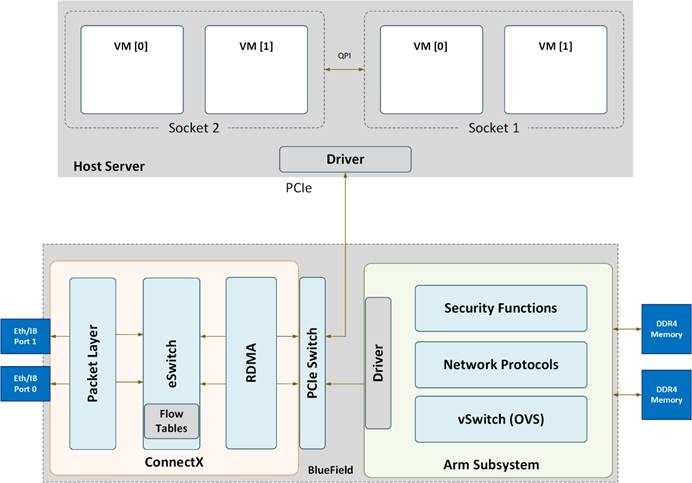 VM [0]
VM [1]
QPI
VM [0]
VM [1]
Socket 2
Socket 1
Host Server
Driver
PCIe
Eth/IB
Port 1
Eth/IB
Port 0
Packet Layer
eSwitch
Flow
Tables
RDMA
ConnectX
PCIe Switch
BlueField
Driver
Security Functions
Network Protocols
vSwitch (OVS)
Arm Subsystem
DDR4
Memory
DDR4
Memory